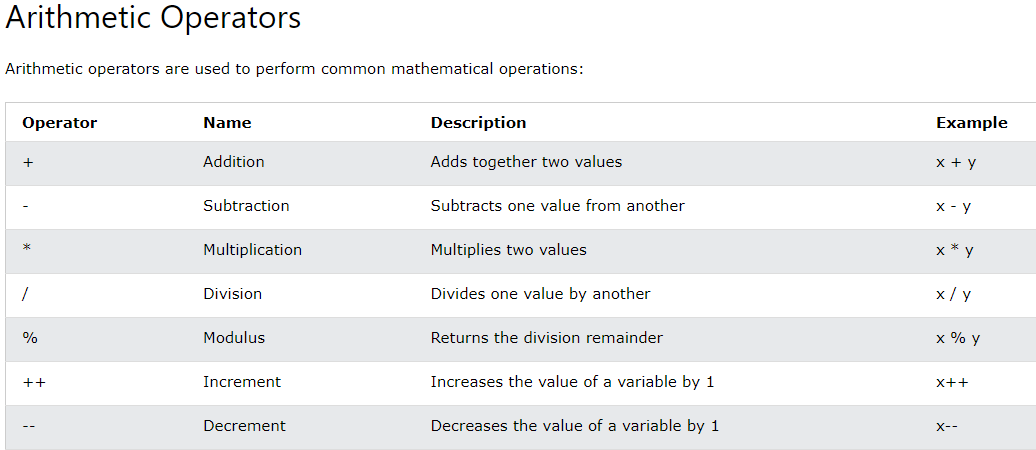 Arithmetic Operators
Arithmetic operators are used to perform common mathematical operations:
Operator Name Description Example
+ Addition Adds together two values x + y
- Subtraction Subtracts one value from another x - y
* Multiplication Multiplies two values x * y
/ Division Divides one value by another x / y
% Modulus Returns the division remainder x % y
++ Increment Increases the value of a variable by 1 x++
-- Decrement Decreases the value of a variable by 1 x--